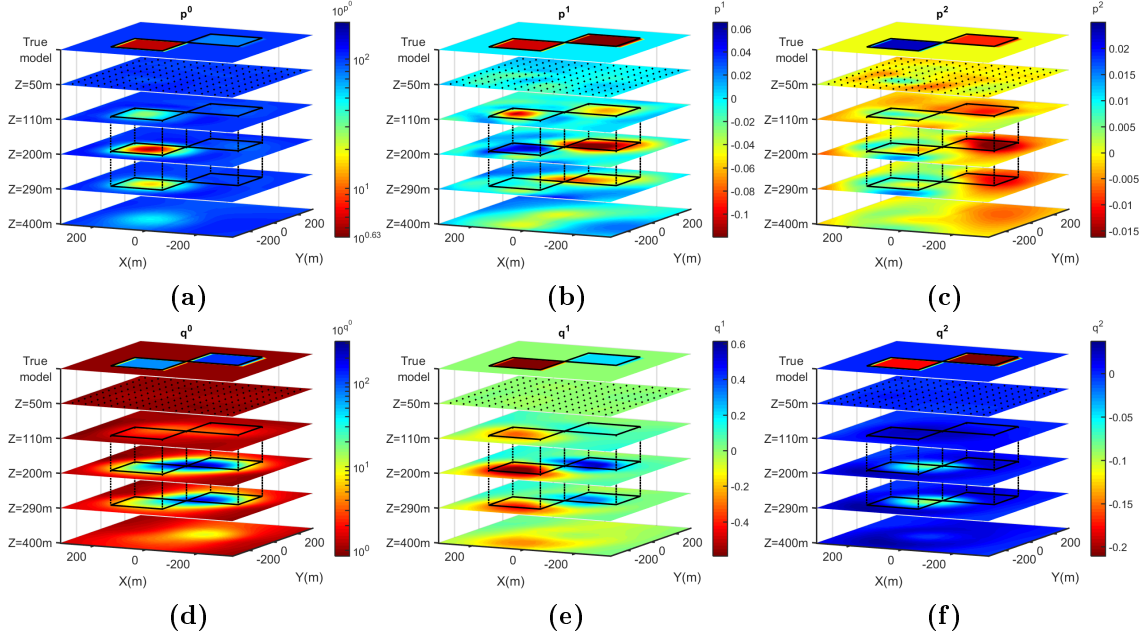 p⁰
10^p⁰
True
model
Z=50m
Z=110m
Z=200m
Z=290m
Z=400m
10²
10¹
10^0.63
200
0
-200
-200
0
200
X(m)
Y(m)
(a)
p¹
p¹
True
model
Z=50m
Z=110m
Z=200m
Z=290m
Z=400m
0.06
0.04
0.02
0
-0.02
-0.04
-0.06
-0.08
-0.1
200
0
-200
-200
0
200
X(m)
Y(m)
(b)
p²
p²
True
model
Z=50m
Z=110m
Z=200m
Z=290m
Z=400m
0.02
0.015
0.01
0.005
0
-0.005
-0.01
-0.015
200
0
-200
-200
0
200
X(m)
Y(m)
(c)
q⁰
10^q⁰
True
model
Z=50m
Z=110m
Z=200m
Z=290m
Z=400m
10²
10¹
10⁰
200
0
-200
-200
0
200
X(m)
Y(m)
(d)
q¹
q¹
True
model
Z=50m
Z=110m
Z=200m
Z=290m
Z=400m
0.6
0.4
0.2
0
-0.2
-0.4
200
0
-200
-200
0
200
X(m)
Y(m)
(e)
q²
q²
True
model
Z=50m
Z=110m
Z=200m
Z=290m
Z=400m
0
-0.05
-0.1
-0.15
-0.2
200
0
-200
-200
0
200
X(m)
Y(m)
(f)